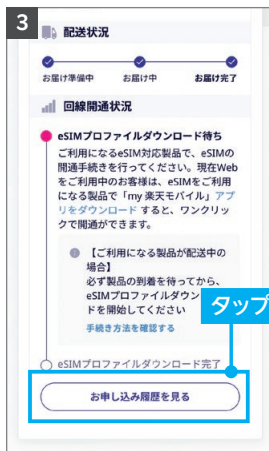 3
配送状況
お届け準備中 お届け中 お届け完了
回線開通状況
eSIMプロファイルダウンロード待ち
ご利用になるeSIM対応製品で、eSIMの
開通手続きを行ってください。現在Web
をご利用中のお客様は、eSIMをご利用
になる製品で「my 楽天モバイル」アプ
リをダウンロード すると、ワンクリッ
クで開通ができます。
【ご利用になる製品が配送中の
場合】
必ず製品の到着を待ってから、
eSIMプロファイルダウン
ドを開始してください
タップ
手続き方法を確認する
eSIMプロファイルダウンロード完了
お申し込み履歴を見る